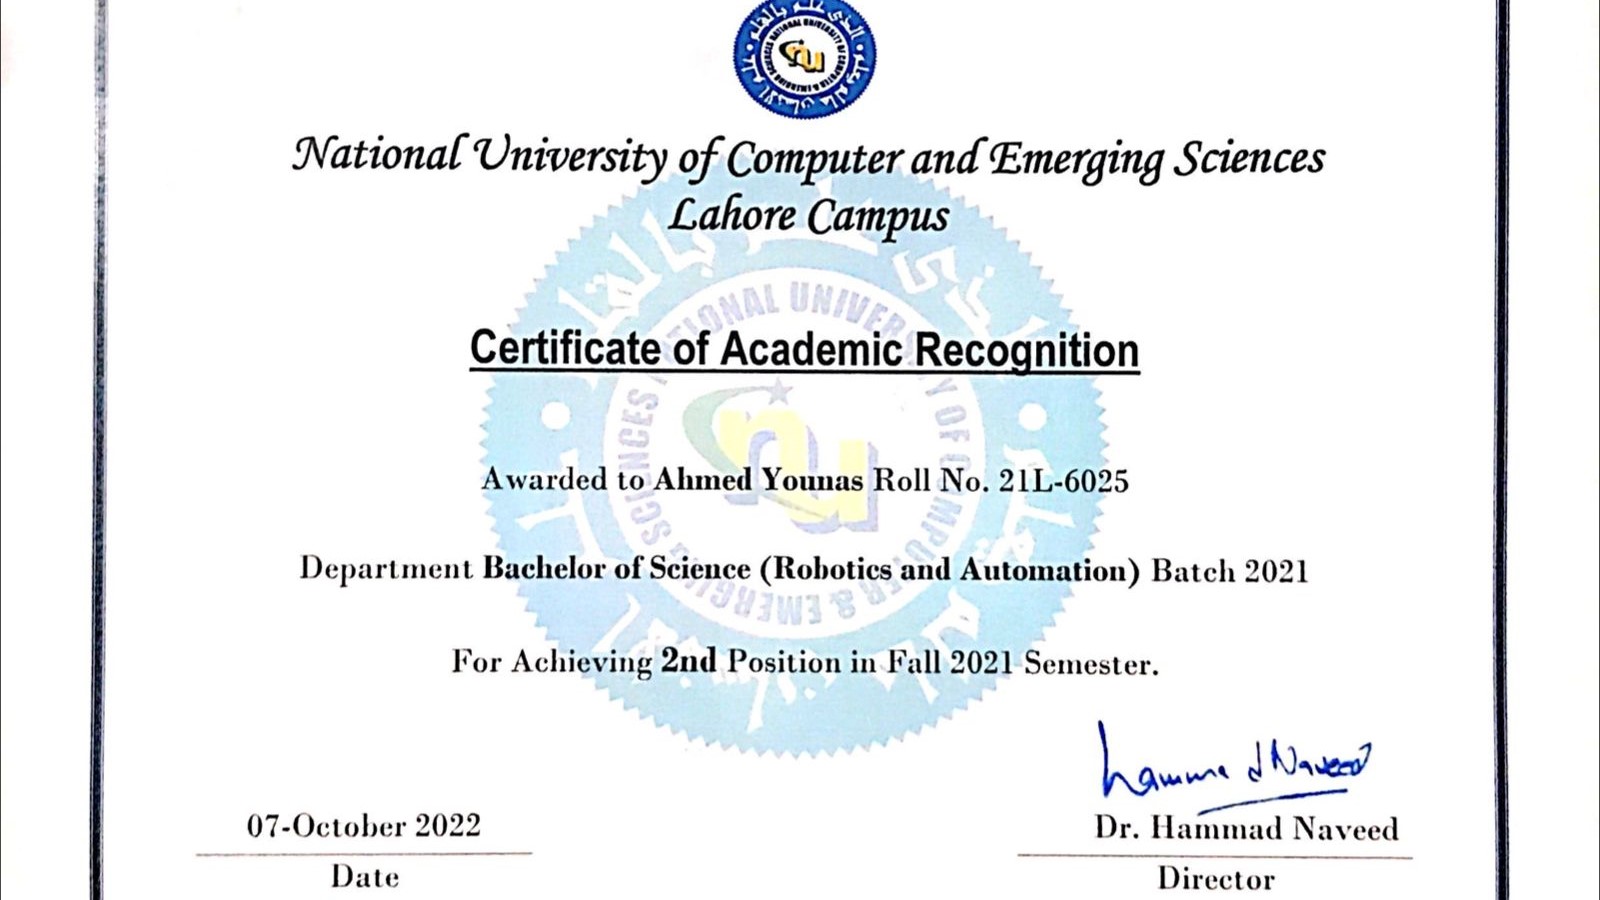 National University of Computer and Emerging Sciences
Lahore Campus
Certificate of Academic Recognition
Awarded to Ahmed Younas Roll No. 21L-6025
Department Bachelor of Science (Robotics and Automation) Batch 2021
For Achieving 2nd Position in Fall 2021 Semester.
Hammad Naveed
07-October 2022
Dr. Hammad Naveed
Date
Director